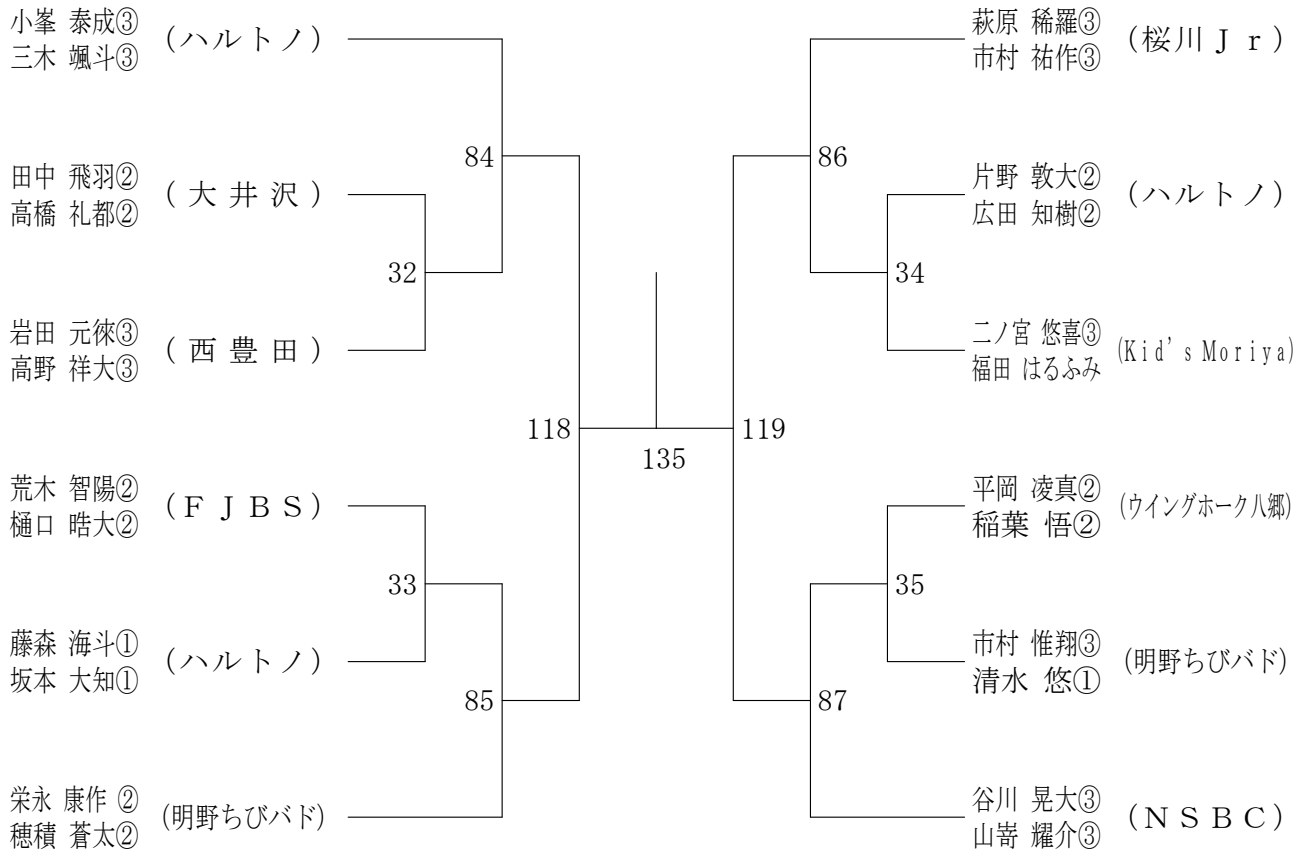 小峯 泰成③
三木 颯斗③
(ハルトノ)
田中 飛羽②
高橋 礼都②
(大井沢)
岩田 元徠③
高野 祥大③
(西豊田)
荒木 智陽②
樋口 晧大②
(FJBS)
藤森 海斗①
坂本 大知①
(ハルトノ)
栄永 康作 ②
穂積 蒼太②
(明野ちびバド)
84
32
118
33
85
135
86
34
119
35
87
萩原 稀羅③
市村 祐作③
(桜川Jr)
片野 敦大②
広田 知樹②
(ハルトノ)
二ノ宮 悠喜③
福田 はるふみ
(Kid's Moriya)
平岡 凌真②
稲葉 悟②
(ウイングホーク八郷)
市村 惟翔③
清水 悠①
(明野ちびバド)
谷川 晃大③
山嵜 耀介③
(NSBC)